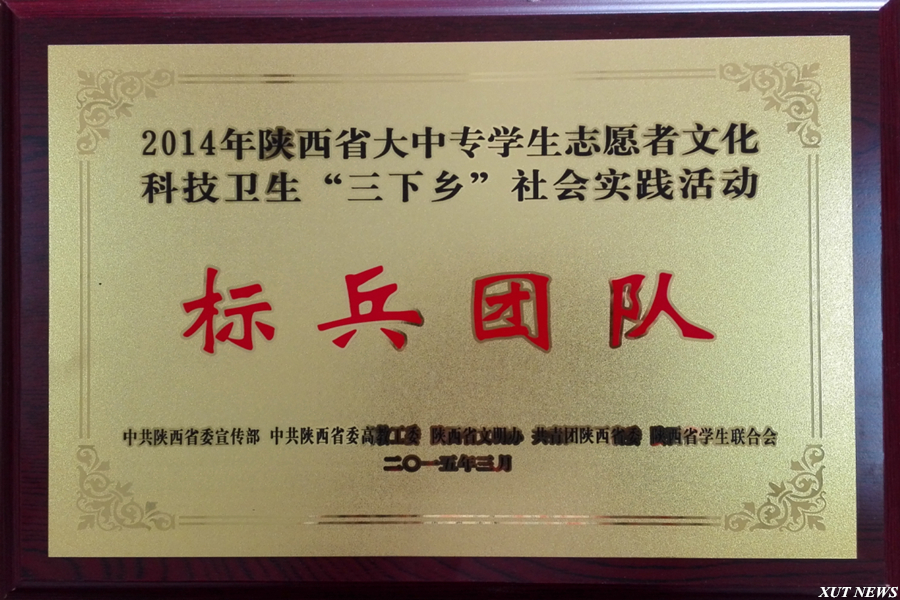 2014年陕西省大中专学生志愿者文化
科技卫生“三下乡”社会实践活动
标兵团队
中共陕西省委宣传部 中共陕西省委高教工委 陕西省文明办 共青团陕西省委 陕西省学生联合会
二〇一五年三月
XUT NEWS